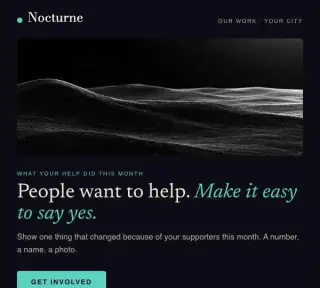 Nocturne
OUR WORK · YOUR CITY
WHAT YOUR HELP DID THIS MONTH
People want to help. Make it easy
to say yes.
Show one thing that changed because of your supporters this month. A number,
a name, a photo.
GET INVOLVED